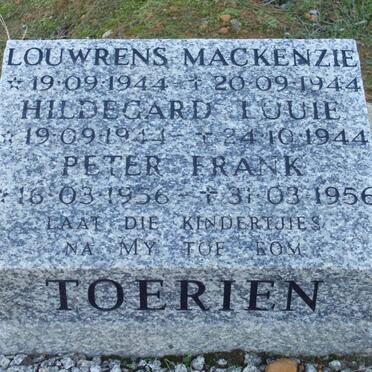 LOUWRENS MACKENZIE
☆ 19·09·1944 – ✝ 20·09·1944
HILDEGARD LOUIE
☆ 19·09·1944 – ✝ 24·10·1944
PETER FRANK
☆ 16·03·1956 – ✝ 31·03·1956
LAAT DIE KINDERTJIES
NA MY TOE KOM
TOERIEN